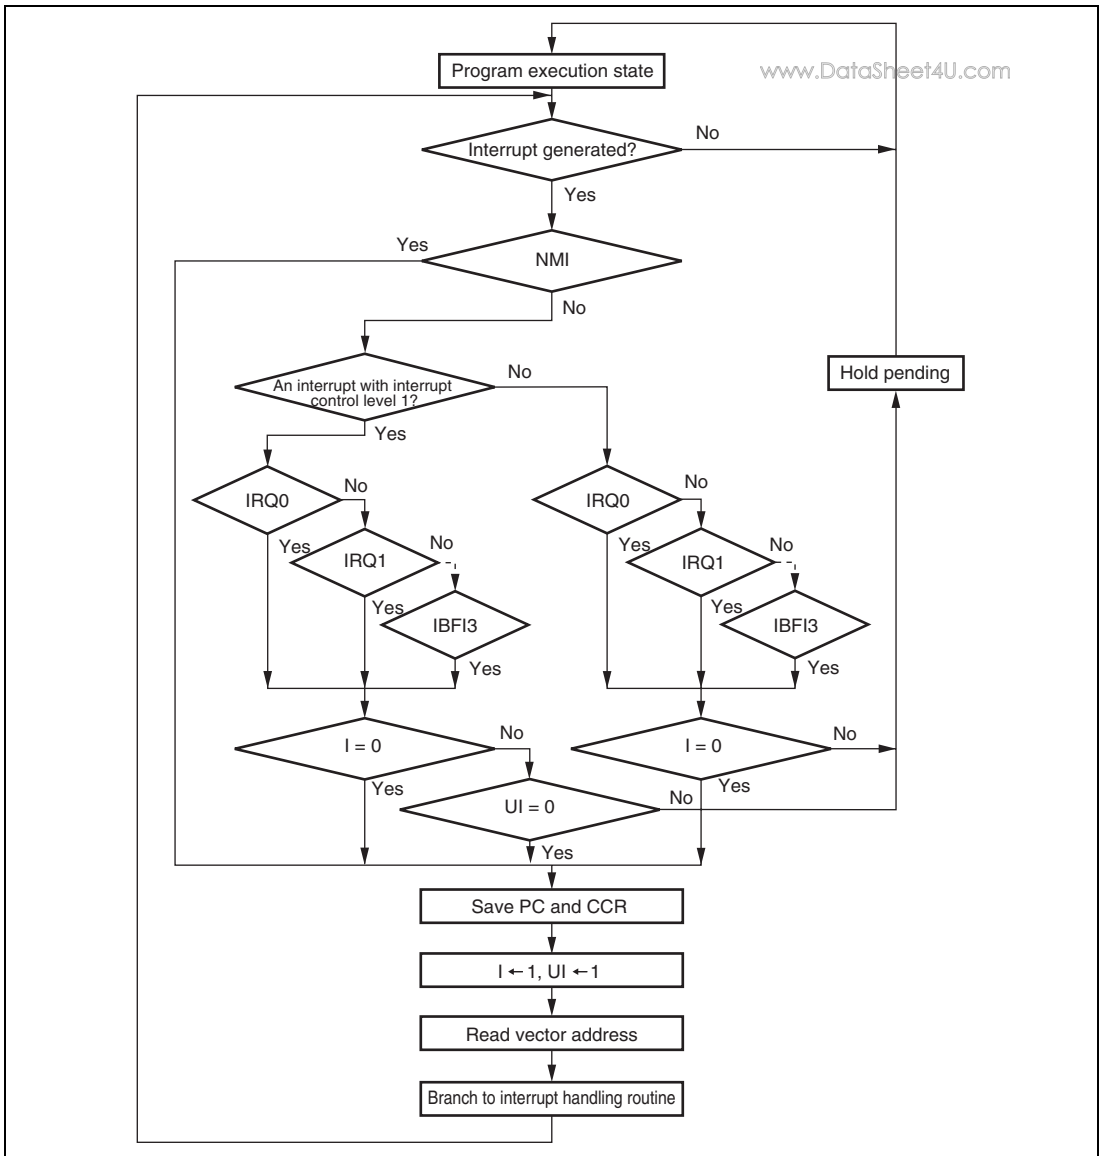 Program execution state
www.DataSheet4U.com
Interrupt generated?
No
Yes
Yes
NMI
No
Hold pending
An interrupt with interrupt
control level 1?
No
Yes
IRQ0
No
IRQ0
No
Yes
IRQ1
No
Yes
IRQ1
No
Yes
IBFI3
Yes
IBFI3
Yes
Yes
I = 0
No
I = 0
No
Yes
UI = 0
No
Yes
Yes
Save PC and CCR
I ← 1, UI ← 1
Read vector address
Branch to interrupt handling routine